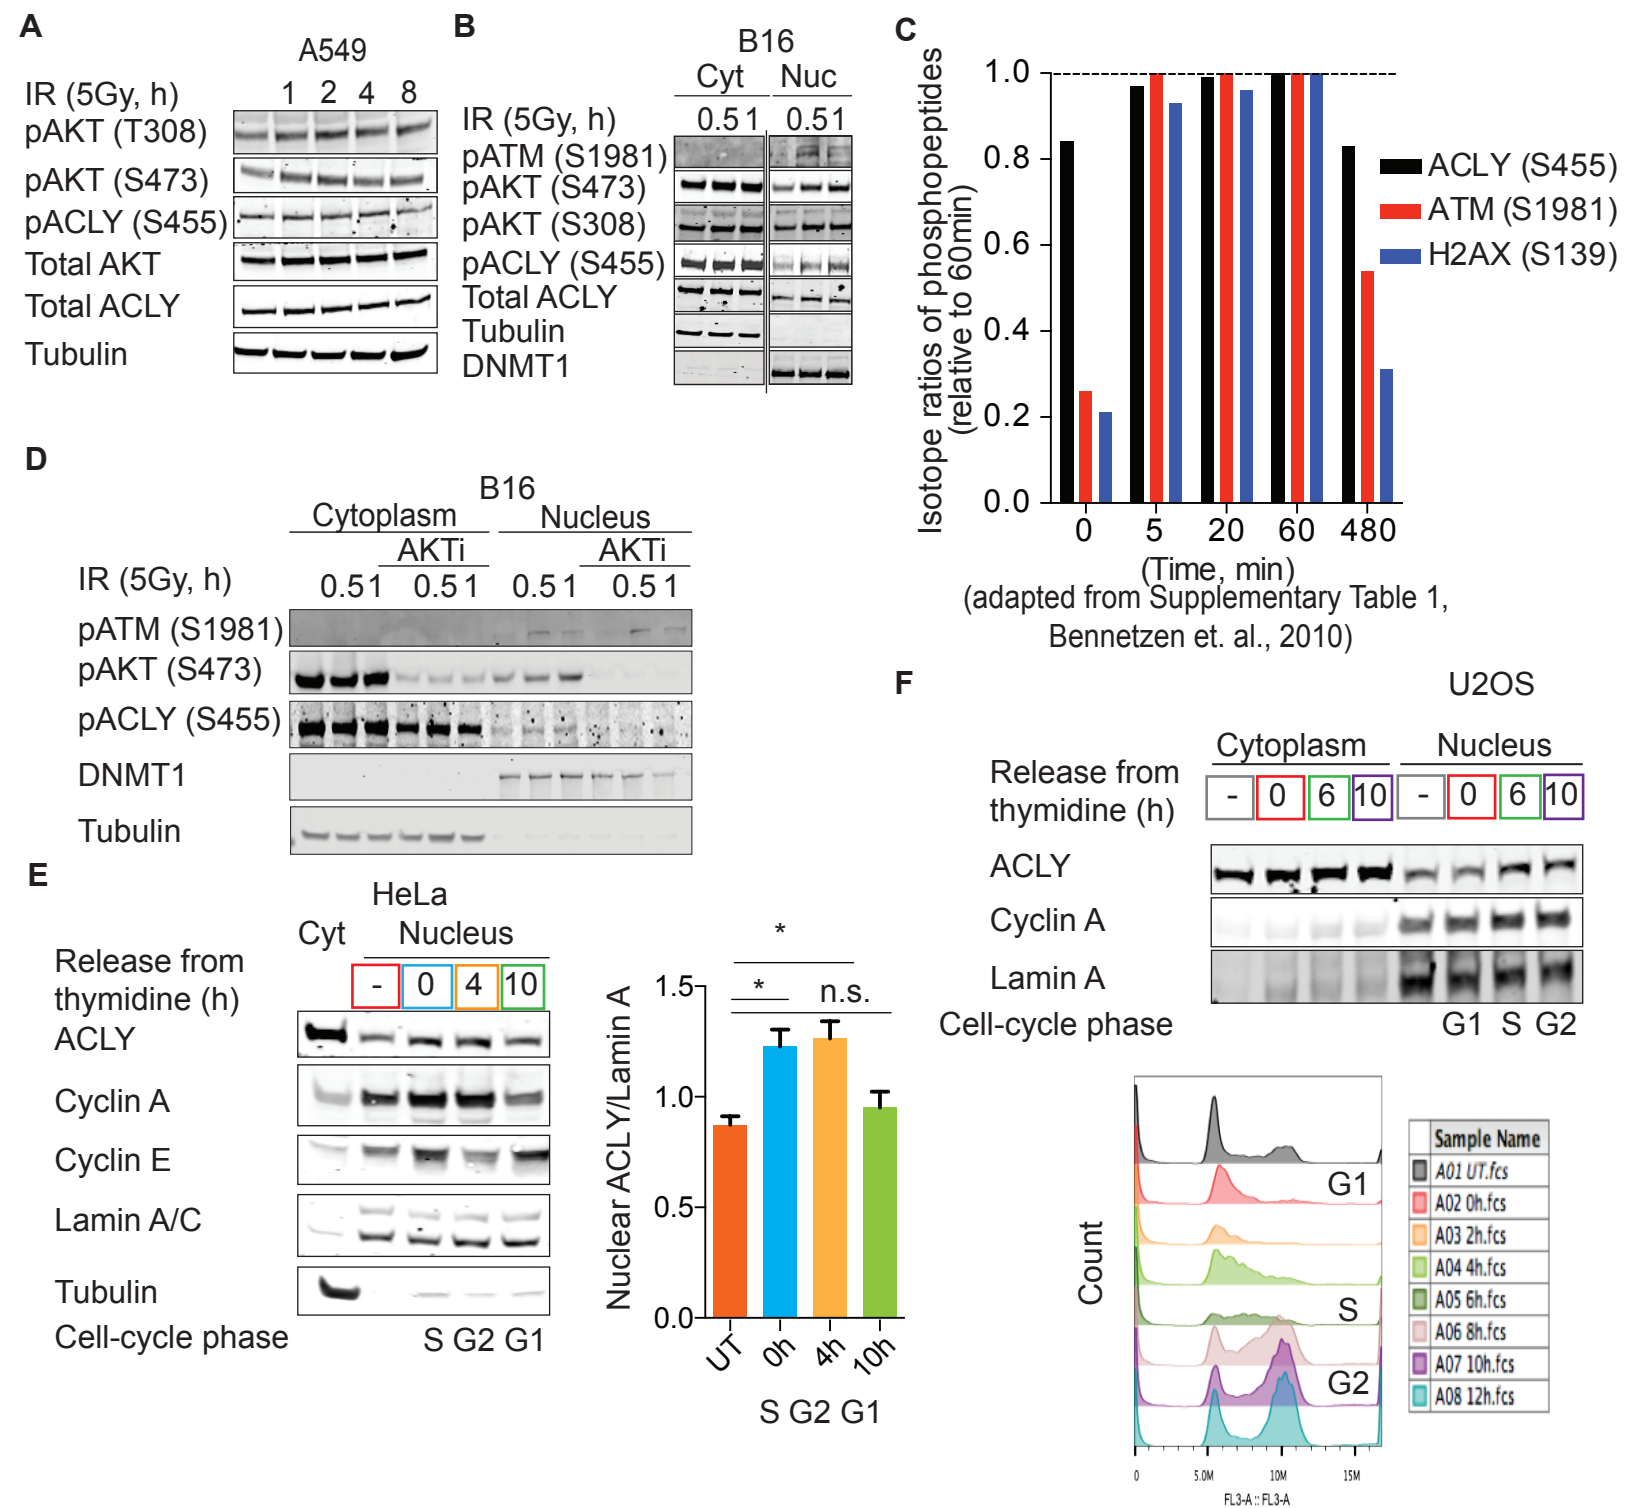 A
A549
IR (5Gy, h) 1 2 4 8
pAKT (T308)
pAKT (S473)
pACLY (S455)
Total AKT
Total ACLY
Tubulin
B
B16
Cyt Nuc
IR (5Gy, h) 0.5 1 0.5 1
pATM (S1981)
pAKT (S473)
pAKT (S308)
pACLY (S455)
Total ACLY
Tubulin
DNMT1
C
Isotope ratios of phosphopeptides
(relative to 60min)
1.0
0.8
0.6
0.4
0.2
0.0
0 5 20 60 480
(Time, min)
(adapted from Supplementary Table 1,
Bennetzen et. al., 2010)
ACLY (S455)
ATM (S1981)
H2AX (S139)
D
B16
Cytoplasm Nucleus
AKTi AKTi
IR (5Gy, h) 0.5 1 0.5 1 0.5 1 0.5 1
pATM (S1981)
pAKT (S473)
pACLY (S455)
DNMT1
Tubulin
E
HeLa
Cyt Nucleus
Release from
thymidine (h) - 0 4 10
ACLY
Cyclin A
Cyclin E
Lamin A/C
Tubulin
Cell-cycle phase S G2 G1
Nuclear ACLY/Lamin A
*
* n.s.
1.5
1.0
0.5
0.0
UT 0h 4h 10h
S G2 G1
F
U2OS
Cytoplasm Nucleus
Release from
thymidine (h) - 0 6 10 - 0 6 10
ACLY
Cyclin A
Lamin A
Cell-cycle phase G1 S G2
Count
G1
S
G2
0 5.0M 10M 15M
FL3-A :: FL3-A
Sample Name
A01 UT.fcs
A02 0h.fcs
A03 2h.fcs
A04 4h.fcs
A05 6h.fcs
A06 8h.fcs
A07 10h.fcs
A08 12h.fcs